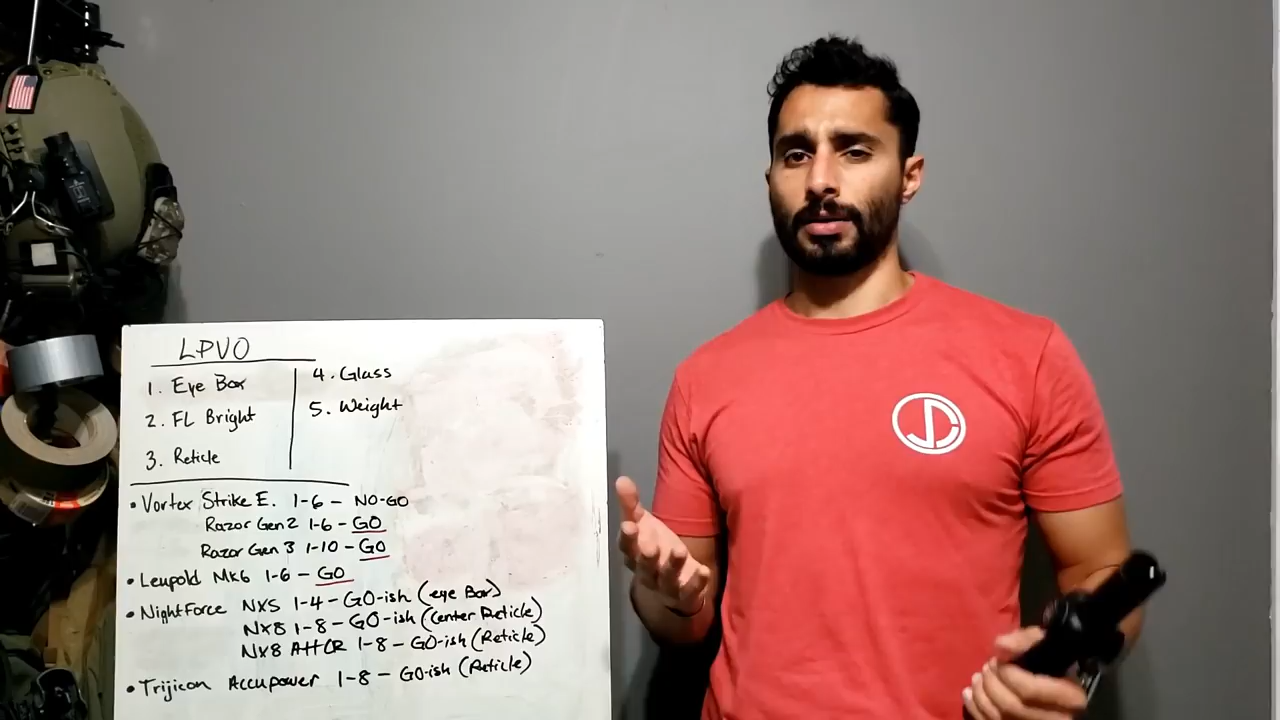 LPVO
1. Eye Box
2. FL Bright
3. Reticle
4. Glass
5. Weight
• Vortex Strike E. 1-6 - NO-GO
Razor Gen 2 1-6 - GO
Razor Gen 3 1-10 - GO
• Leupold Mk6 1-6 - GO
• NightForce NXS 1-4 - GO-ish (eye Box)
NX8 1-8 - GO-ish (Center Reticle)
NX8 ATACR 1-8 - GO-ish (Reticle)
• Trijicon Accupower 1-8 - GO-ish (Reticle)